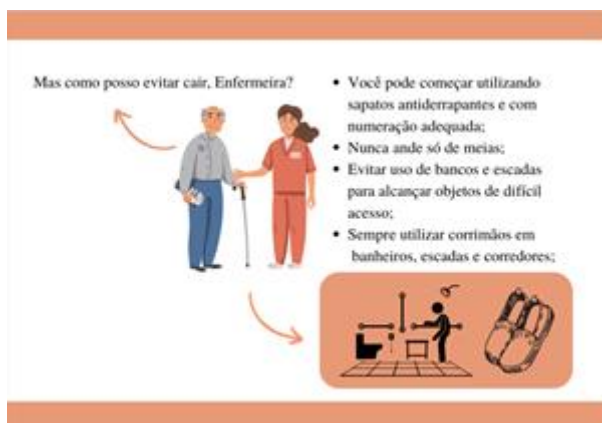 Mas como posso evitar cair, Enfermeira?
• Você pode começar utilizando
sapatos antiderrapantes e com
numeração adequada;
• Nunca ande só de meias;
• Evitar uso de bancos e escadas
para alcançar objetos de difícil
acesso;
• Sempre utilizar corrimãos em
banheiros, escadas e corredores;